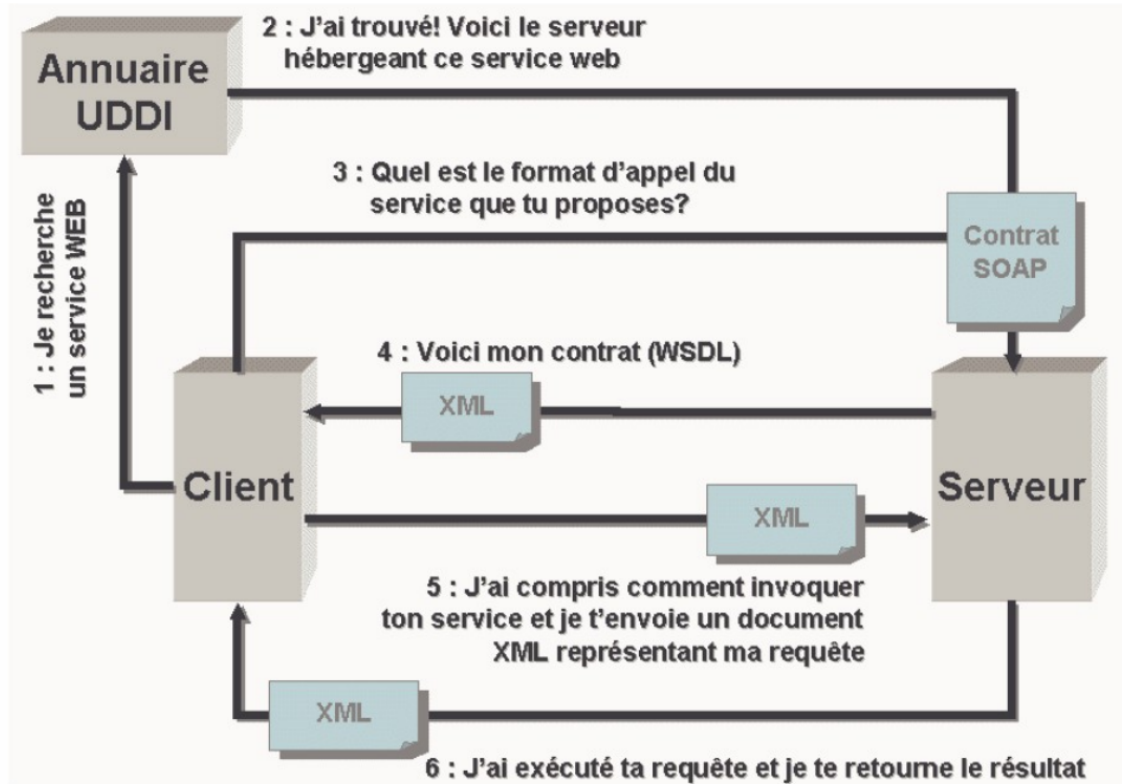 2 : J'ai trouvé! Voici le serveur
hébergeant ce service web
Annuaire
UDDI
3 : Quel est le format d'appel du
service que tu proposes?
1 : Je recherche
un service WEB
Contrat
SOAP
4 : Voici mon contrat (WSDL)
XML
Client
Serveur
XML
5 : J'ai compris comment invoquer
ton service et je t'envoie un document
XML représentant ma requête
XML
6 : J'ai exécuté ta requête et je te retourne le résultat